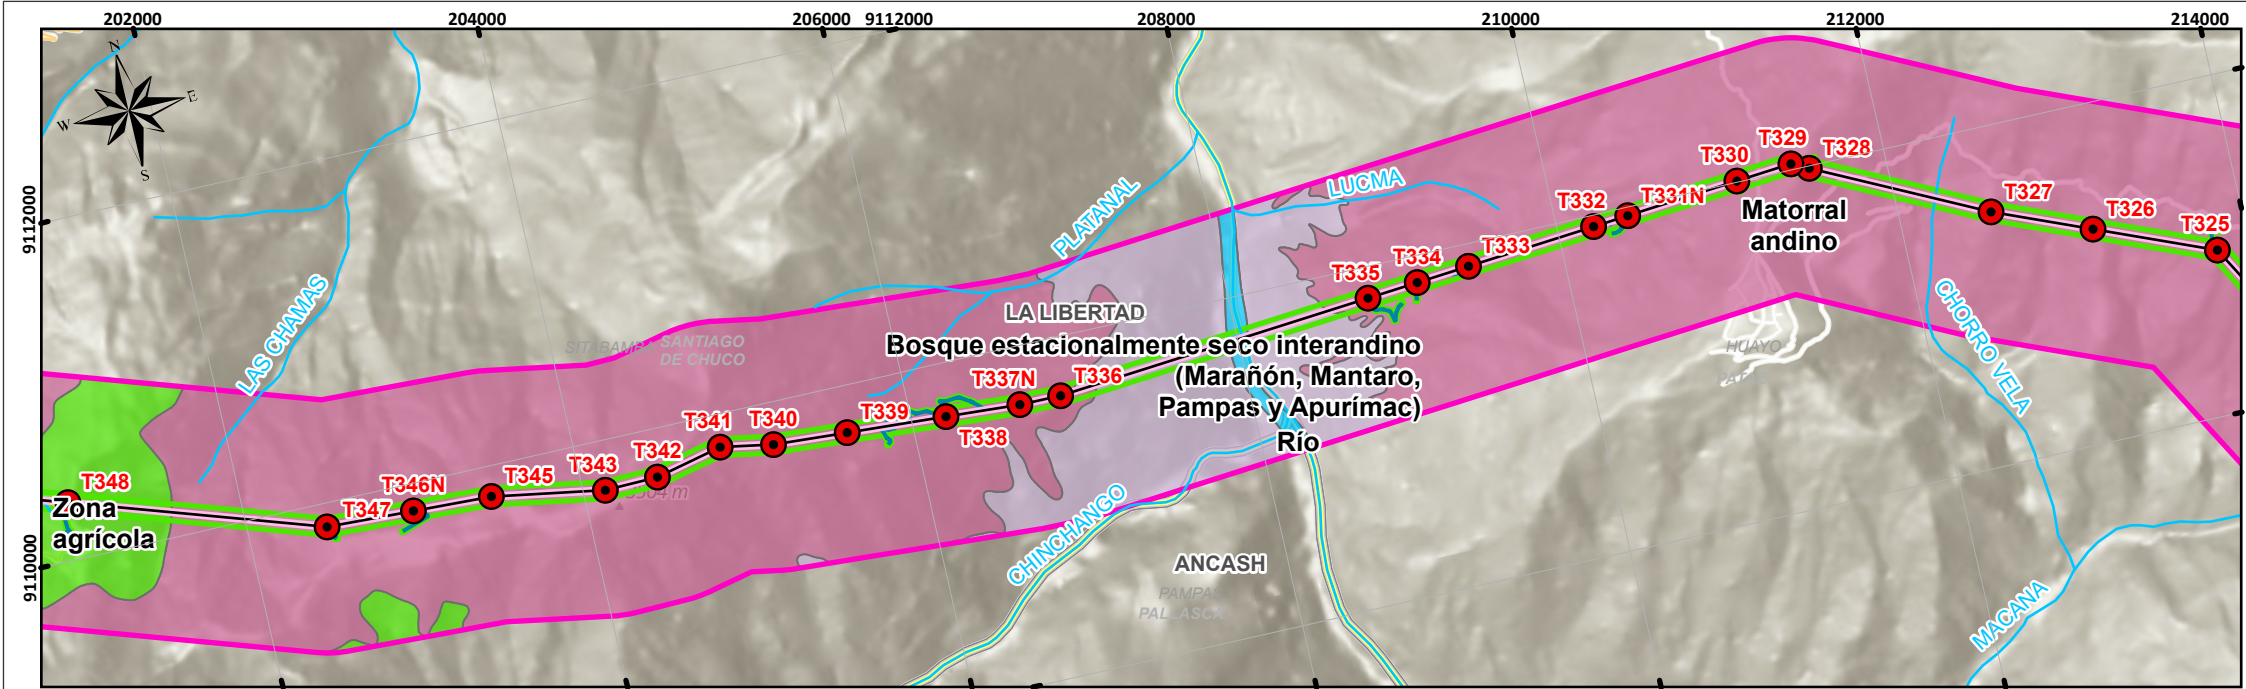 202000
204000
206000
9112000
208000
210000
212000
214000
N
E
W
S
9112000
9110000
LAS CHAMAS
PLATANAL
LUCMA
CHORRO VELA
MACANA
CHINCHANGO
T329
T328
T330
T331N
T332
T327
T326
T325
T333
T334
T335
Matorral
andino
LA LIBERTAD
SITABAMBA
SANTIAGO
DE CHUCO
HUAYO
Bosque estacionalmente seco interandino
(Marañón, Mantaro,
Pampas y Apurímac)
Río
T337N
T336
T339
T338
T341
T340
T342
T343
T345
T346N
T347
T348
Zona
agrícola
ANCASH
PAMPAS
PALLASCA